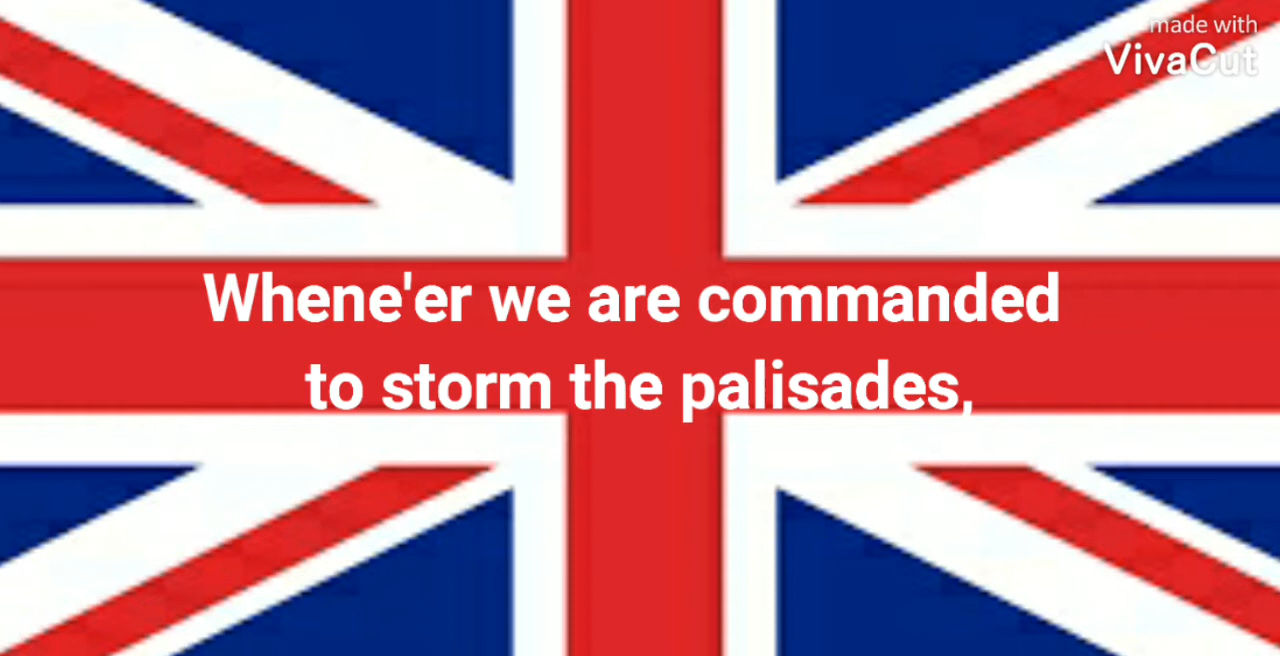 made with
VivaCut
Whene'er we are commanded
to storm the palisades,